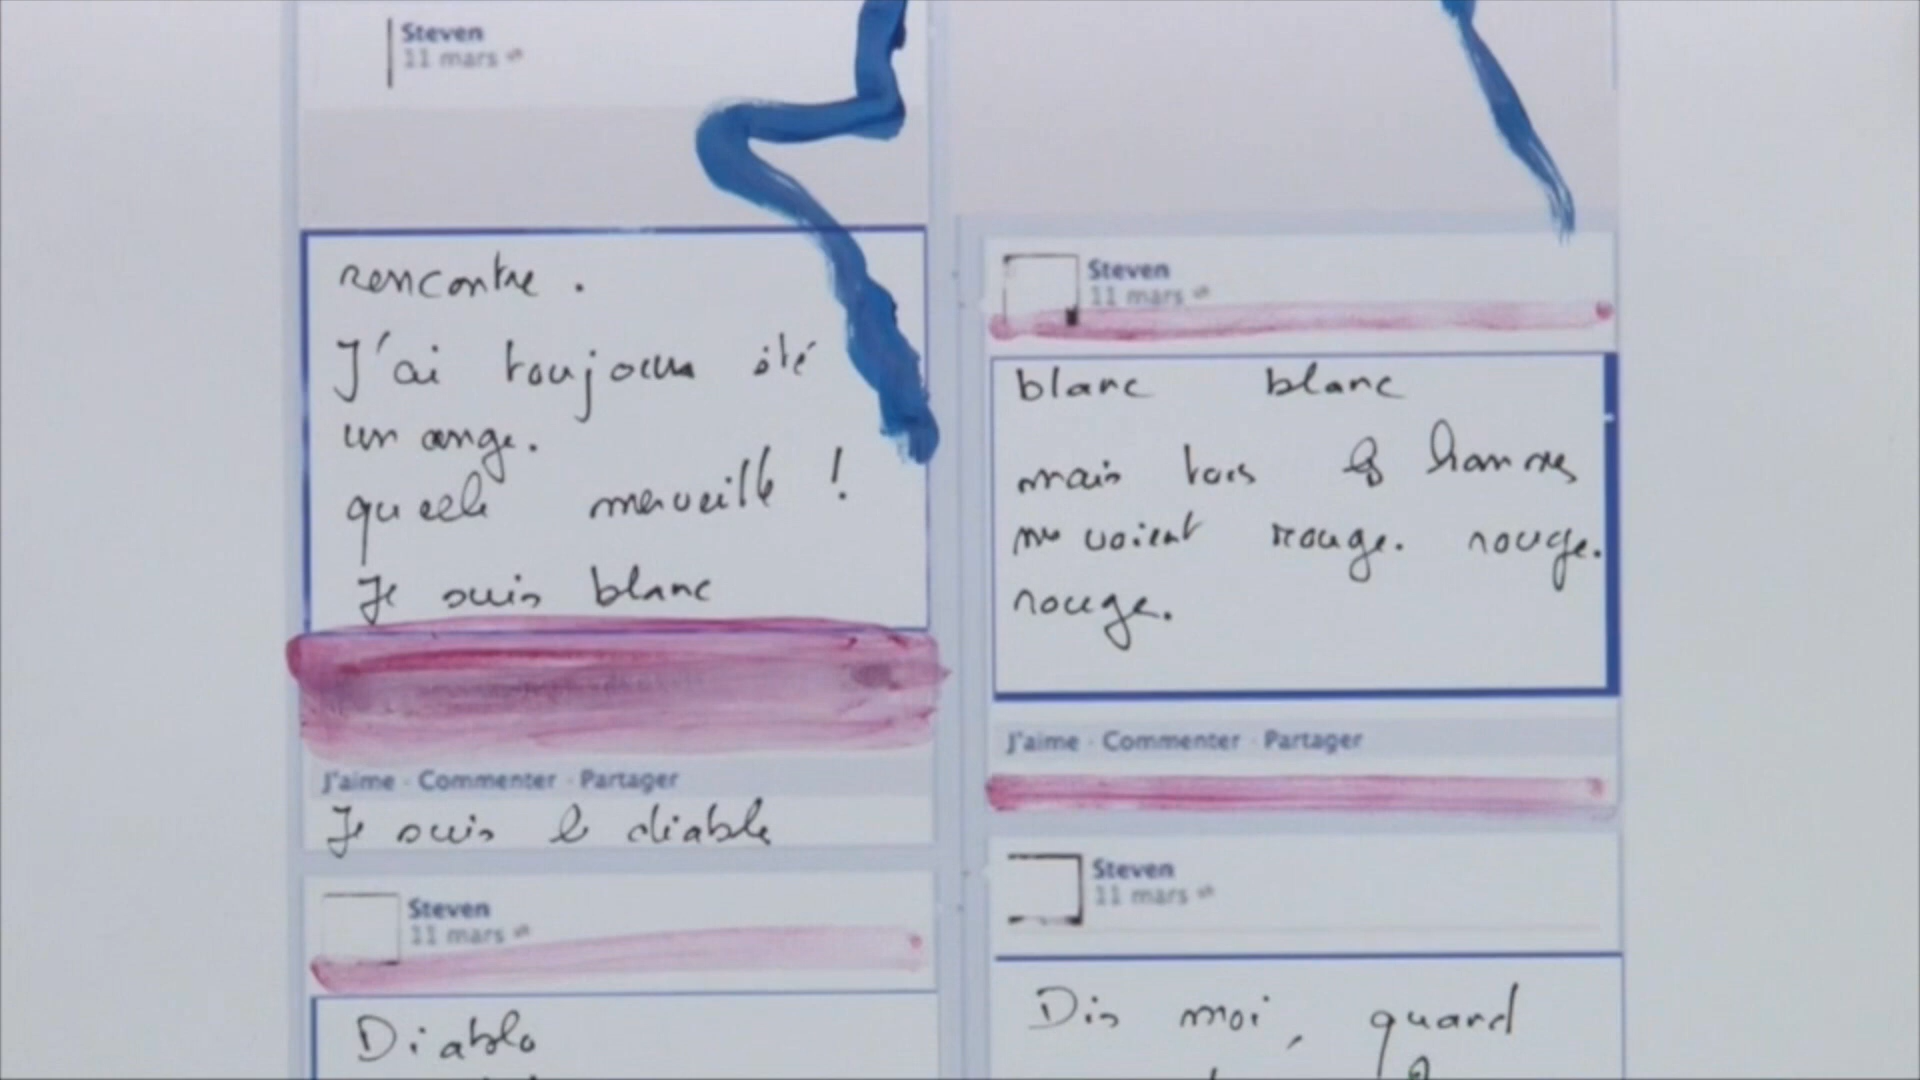 Steven
11 mars
rencontre.
J'ai toujours été
un ange.
quelle merveille !
Je suis blanc
J'aime · Commenter · Partager
Je suis le diable
Steven
11 mars
Diablo
Steven
11 mars
blanc blanc
mais tous les hommes
me voient rouge. rouge.
rouge.
J'aime · Commenter · Partager
Steven
11 mars
Dis moi, quand